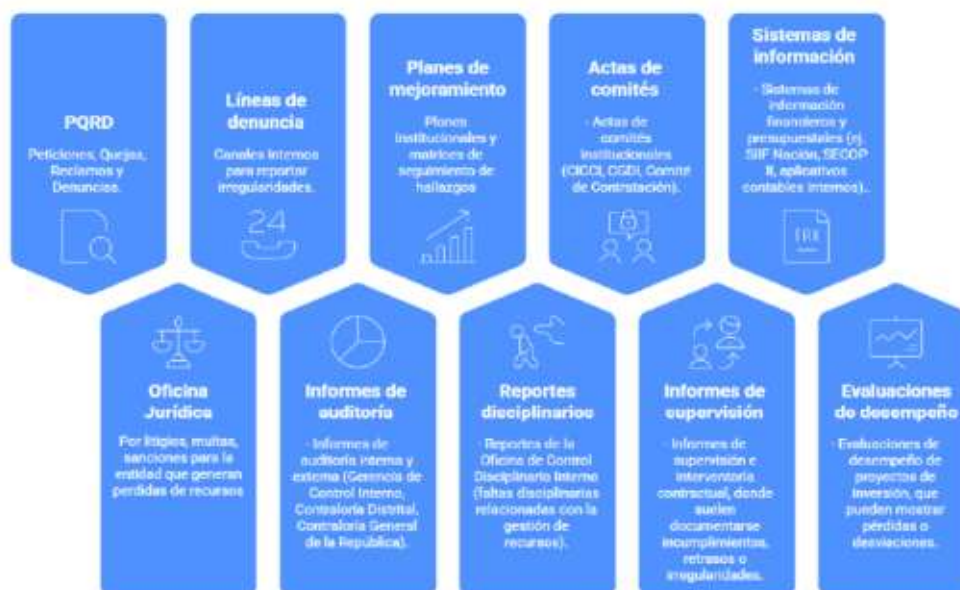 PQRD
Peticiones, Quejas,
Reclamos y
Denuncias.
Líneas de
denuncia
Canales internos
para reportar
irregularidades.
24
Planes de
mejoramiento
Planes
institucionales y
matrices de
seguimiento de
hallazgos
Actas de
comités
- Actas de
comités
institucionales
(CICCI, CGDI, Comité
de Contratación).
Sistemas de
información
- Sistemas de
información
financieros y
presupuestales (ej.
SIIF Nación, SECOP
II, aplicativos
contables internos)..
Oficina
Jurídica
Por litigios, multas,
sanciones para la
entidad que generan
perdidas de recursos
Informes de
auditoría
- Informes de
auditoría interna y
externa (Gerencia de
Control Interno,
Contraloría Distrital,
Contraloría General
de la República).
Reportes
disciplinarios
- Reportes de la
Oficina de Control
Disciplinario Interno
(faltas disciplinarias
relacionadas con la
gestión de
recursos).
Informes de
supervisión
- Informes de
supervisión e
interventoría
contractual, donde
suelen
documentarse
incumplimientos,
retrasos o
irregularidades.
Evaluaciones
de desempeño
- Evaluaciones de
desempeño de
proyectos de
inversión, que
pueden mostrar
pérdidas o
desviaciones.